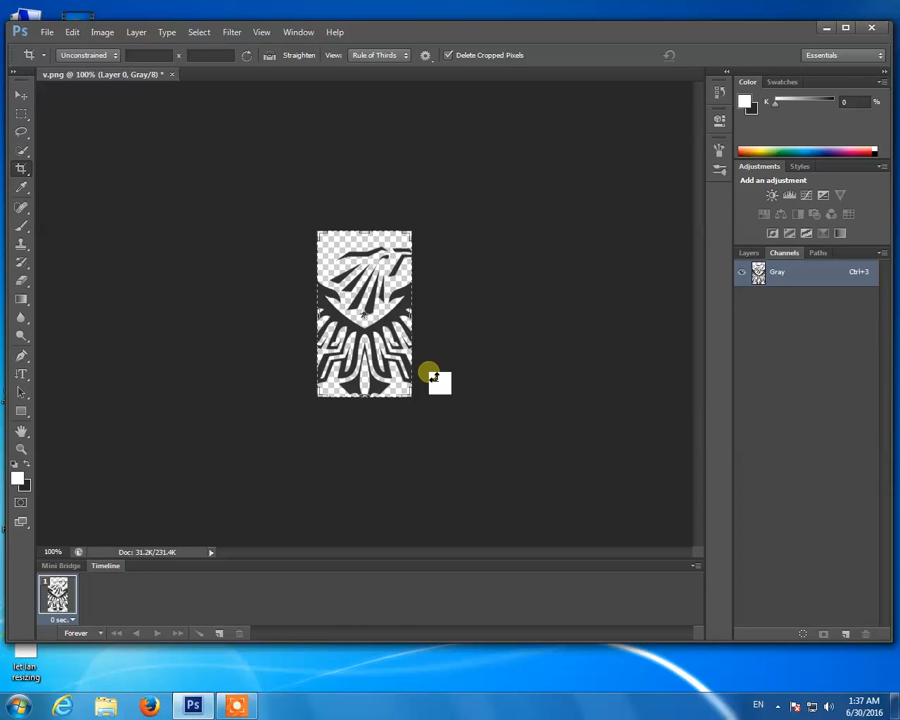 Ps File Edit Image Layer Type Select Filter View Window Help
Unconstrained x Straighten View: Rule of Thirds Delete Cropped Pixels Essentials
v.png @ 100% (Layer 0, Gray/8) * ×
Color Swatches
K 0 %
Adjustments Styles
Add an adjustment
Layers Channels Paths
Gray Ctrl+3
T
100% Doc: 31.2K/231.4K
Mini Bridge Timeline
1
0 sec.
Forever
letjan
resizing
Ps
EN 1:37 AM
6/30/2016